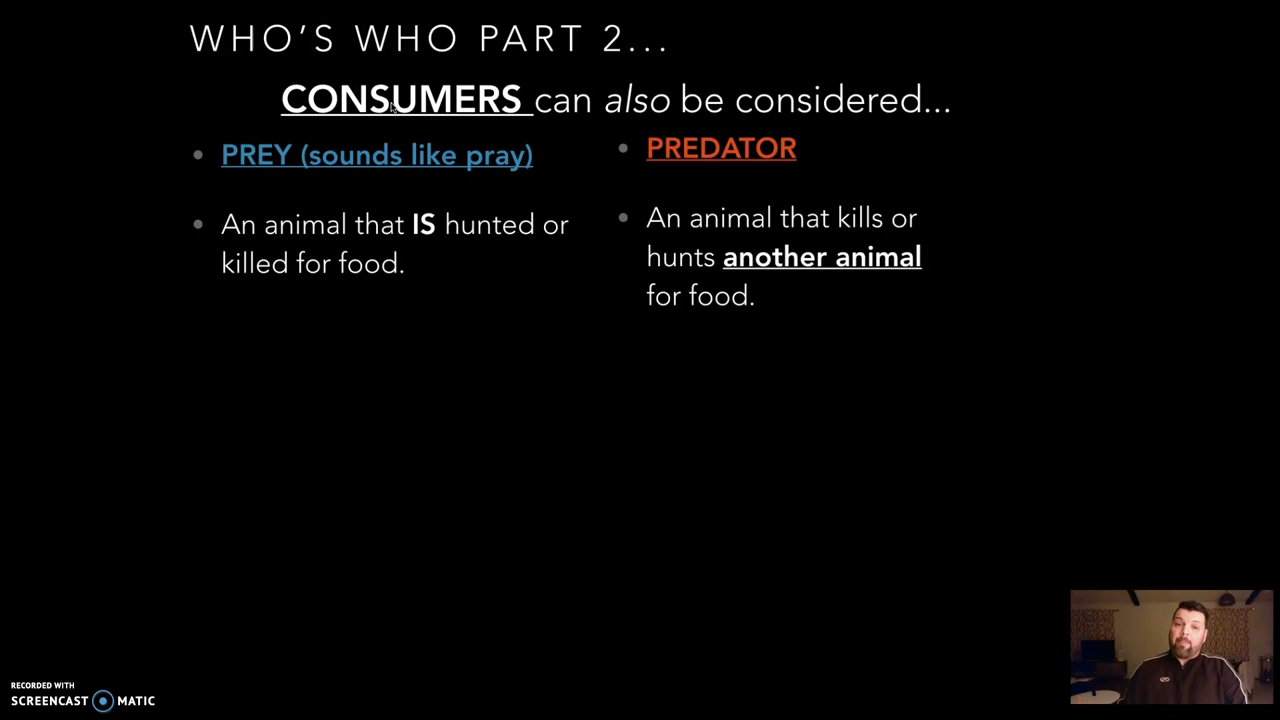 WHO'S WHO PART 2...
CONSUMERS can also be considered...
• PREY (sounds like pray)
• An animal that IS hunted or
killed for food.
• PREDATOR
• An animal that kills or
hunts another animal
for food.
RECORDED WITH
SCREENCAST MATIC